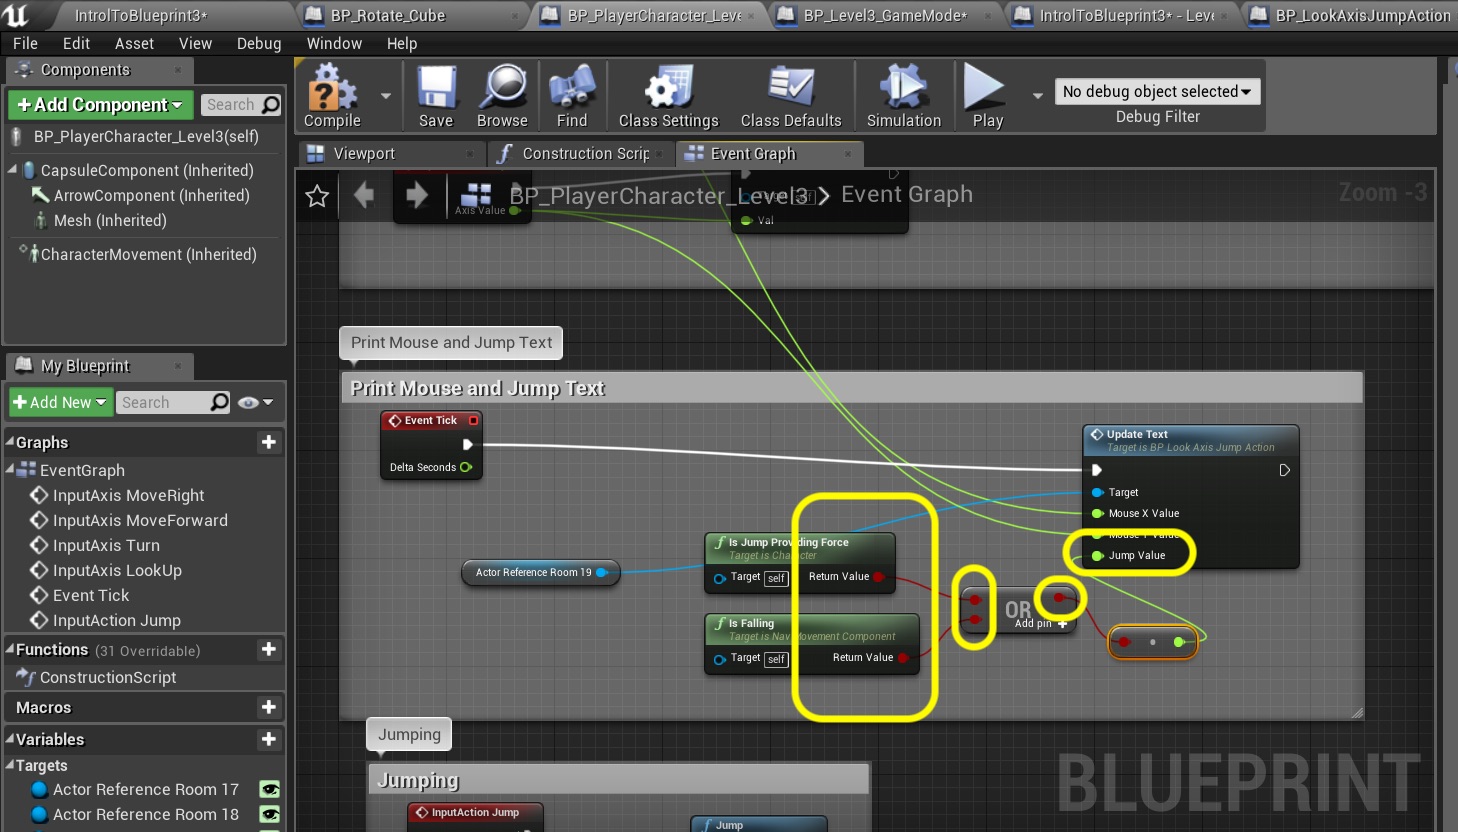 IntrolToBlueprint3*
BP_Rotate_Cube
BP_PlayerCharacter_Leve
BP_Level3_GameMode*
IntrolToBlueprint3* - Leve
BP_LookAxisJumpAction
File Edit Asset View Debug Window Help
Components
+Add Component
Search
BP_PlayerCharacter_Level3(self)
CapsuleComponent (Inherited)
ArrowComponent (Inherited)
Mesh (Inherited)
CharacterMovement (Inherited)
Compile
Save
Browse
Find
Class Settings
Class Defaults
Simulation
Play
No debug object selected
Debug Filter
Viewport
Construction Scrip
Event Graph
BP_PlayerCharacter_Level3 > Event Graph
Zoom -3
Axis Value
Val
My Blueprint
+Add New
Search
Graphs
EventGraph
InputAxis MoveRight
InputAxis MoveForward
InputAxis Turn
InputAxis LookUp
Event Tick
InputAction Jump
Functions (31 Overridable)
ConstructionScript
Macros
Variables
Targets
Actor Reference Room 17
Actor Reference Room 18
Print Mouse and Jump Text
Print Mouse and Jump Text
Event Tick
Delta Seconds
Update Text
Target is BP Look Axis Jump Action
Target
Mouse X Value
Mouse Y Value
Jump Value
Actor Reference Room 19
Is Jump Providing Force
Target is Character
Target self
Return Value
Is Falling
Target is Nav Movement Component
Target self
Return Value
OR
Add pin +
Jumping
Jumping
InputAction Jump
Jump
BLUEPRINT